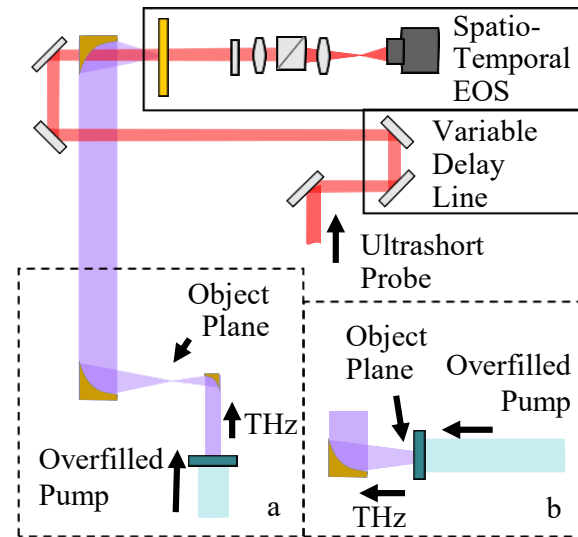 Spatio-
Temporal
EOS
Variable
Delay
Line
Ultrashort
Probe
Object
Plane
THz
Overfilled
Pump
a
Object
Plane
Overfilled
Pump
THz
b